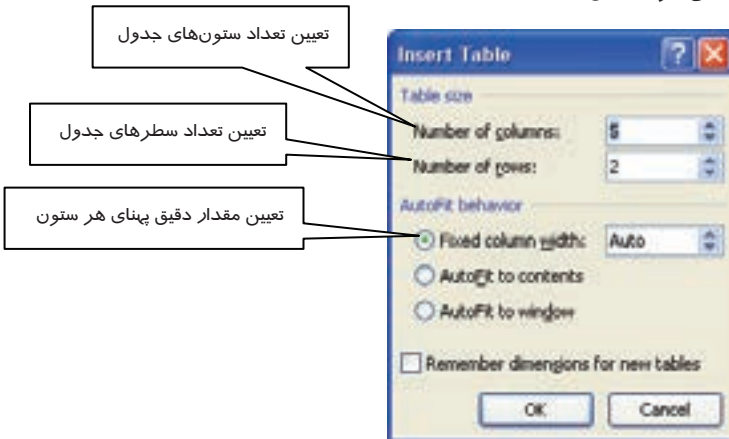 تعیین تعداد ستون‌های جدول
تعیین تعداد سطرهای جدول
تعیین مقدار دقیق پهنای هر ستون
Insert Table
Table size
Number of columns: 5
Number of rows: 2
AutoFit behavior
Fixed column width: Auto
AutoFit to contents
AutoFit to window
Remember dimensions for new tables
OK Cancel